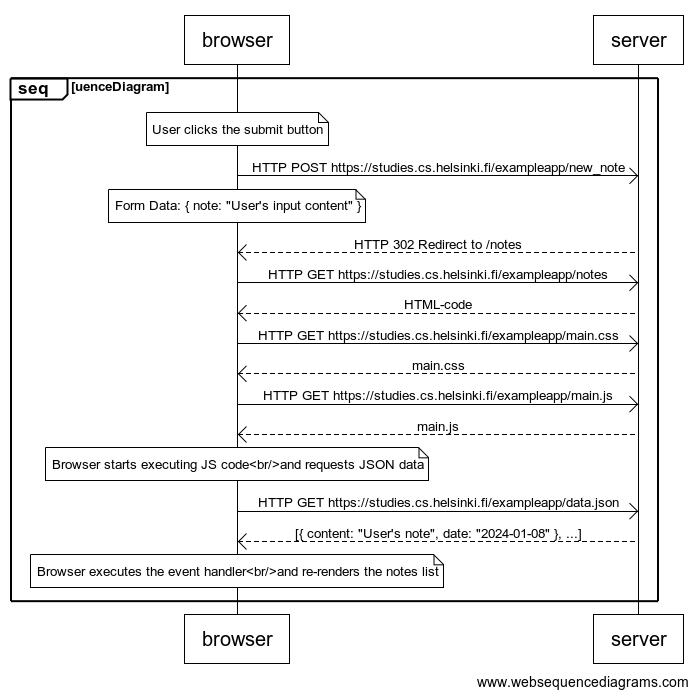 browser
server
seq
[uenceDiagram]
User clicks the submit button
HTTP POST https://studies.cs.helsinki.fi/exampleapp/new_note
Form Data: { note: "User's input content" }
HTTP 302 Redirect to /notes
HTTP GET https://studies.cs.helsinki.fi/exampleapp/notes
HTML-code
HTTP GET https://studies.cs.helsinki.fi/exampleapp/main.css
main.css
HTTP GET https://studies.cs.helsinki.fi/exampleapp/main.js
main.js
Browser starts executing JS code<br/>and requests JSON data
HTTP GET https://studies.cs.helsinki.fi/exampleapp/data.json
[{ content: "User's note", date: "2024-01-08" }, ...]
Browser executes the event handler<br/>and re-renders the notes list
browser
server
www.websequencediagrams.com